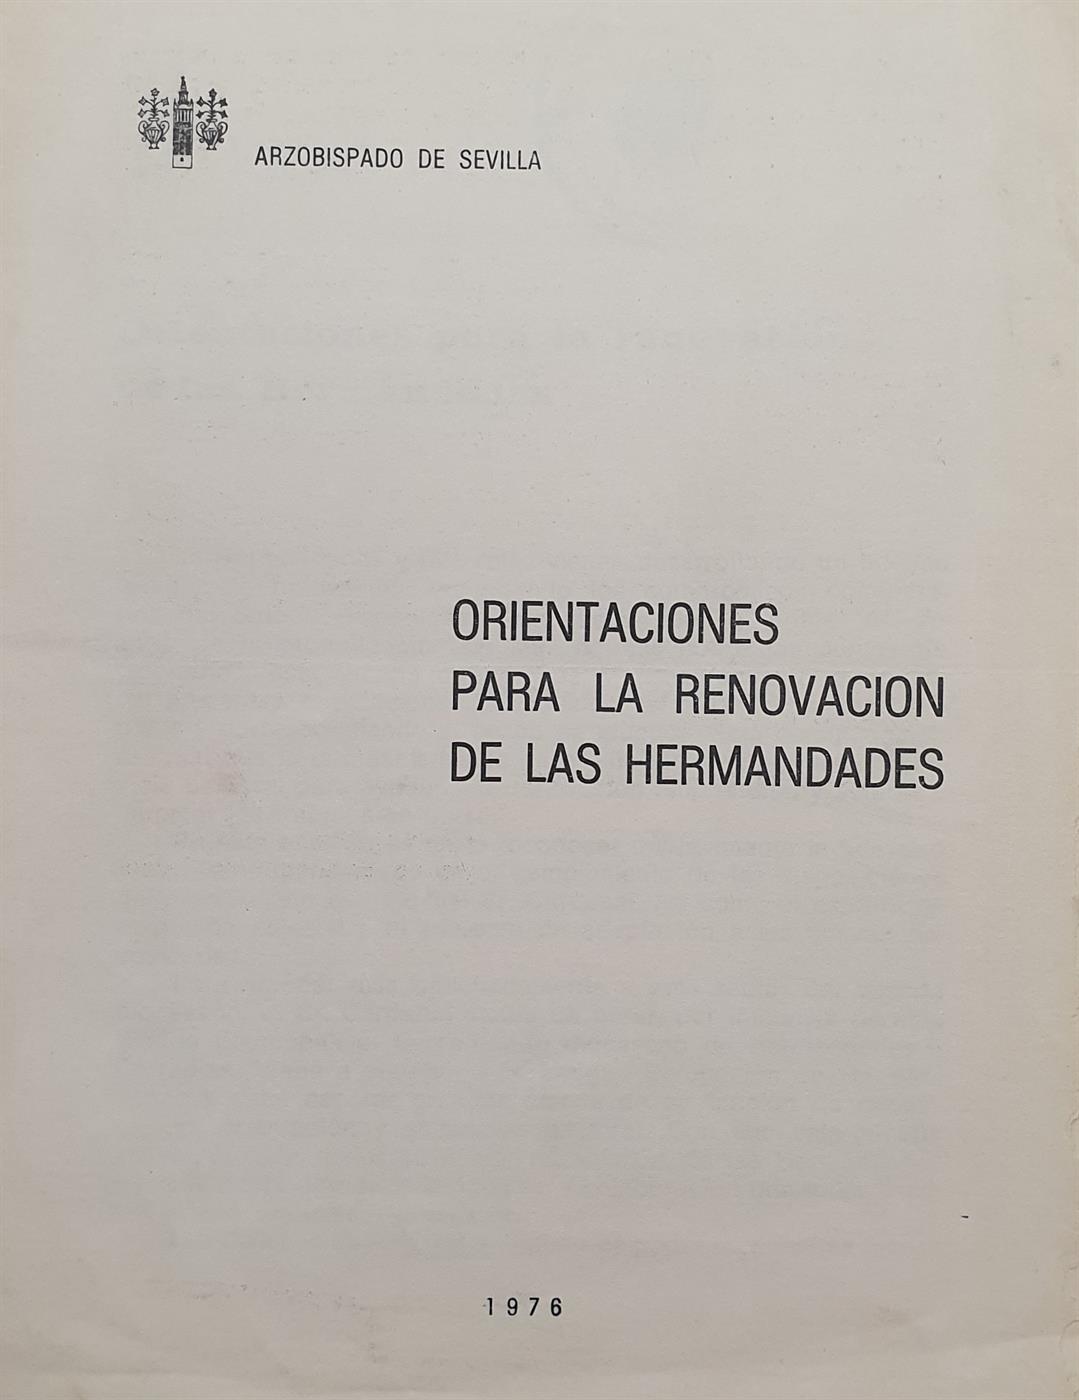 ARZOBISPADO DE SEVILLA
ORIENTACIONES
PARA LA RENOVACION
DE LAS HERMANDADES
1976